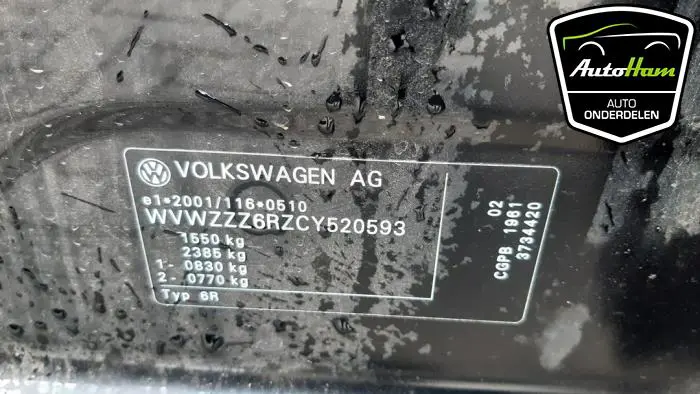 VOLKSWAGEN AG
e1*2001/116*0510
WVWZZZ6RZCY520593
1550 kg
2385 kg
1- 0830 kg
2- 0770 kg
Typ 6R
02
CGPB 1961
3734420
AutoHam
AUTO
ONDERDELEN